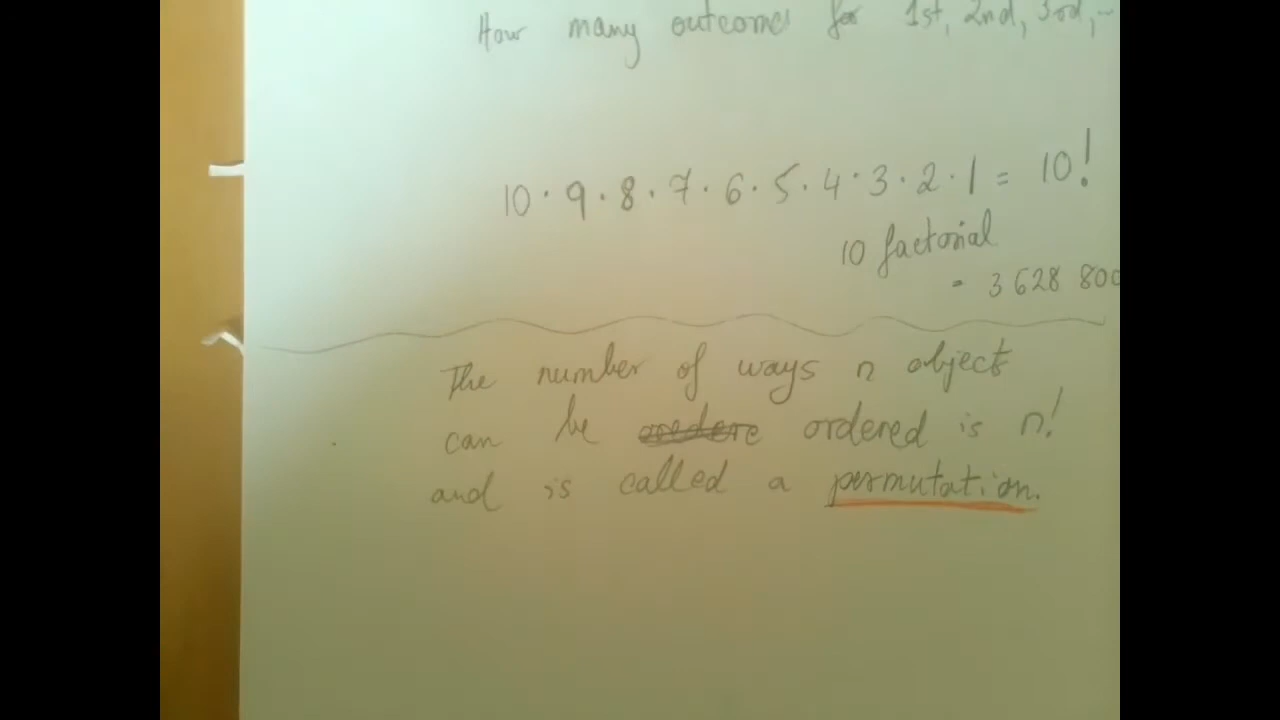 How many outcomes for 1st, 2nd, 3rd,
10 · 9 · 8 · 7 · 6 · 5 · 4 · 3 · 2 · 1 = 10!
10 factorial
= 3 628 800
The number of ways n object
can be ordered is n!
and is called a permutation.